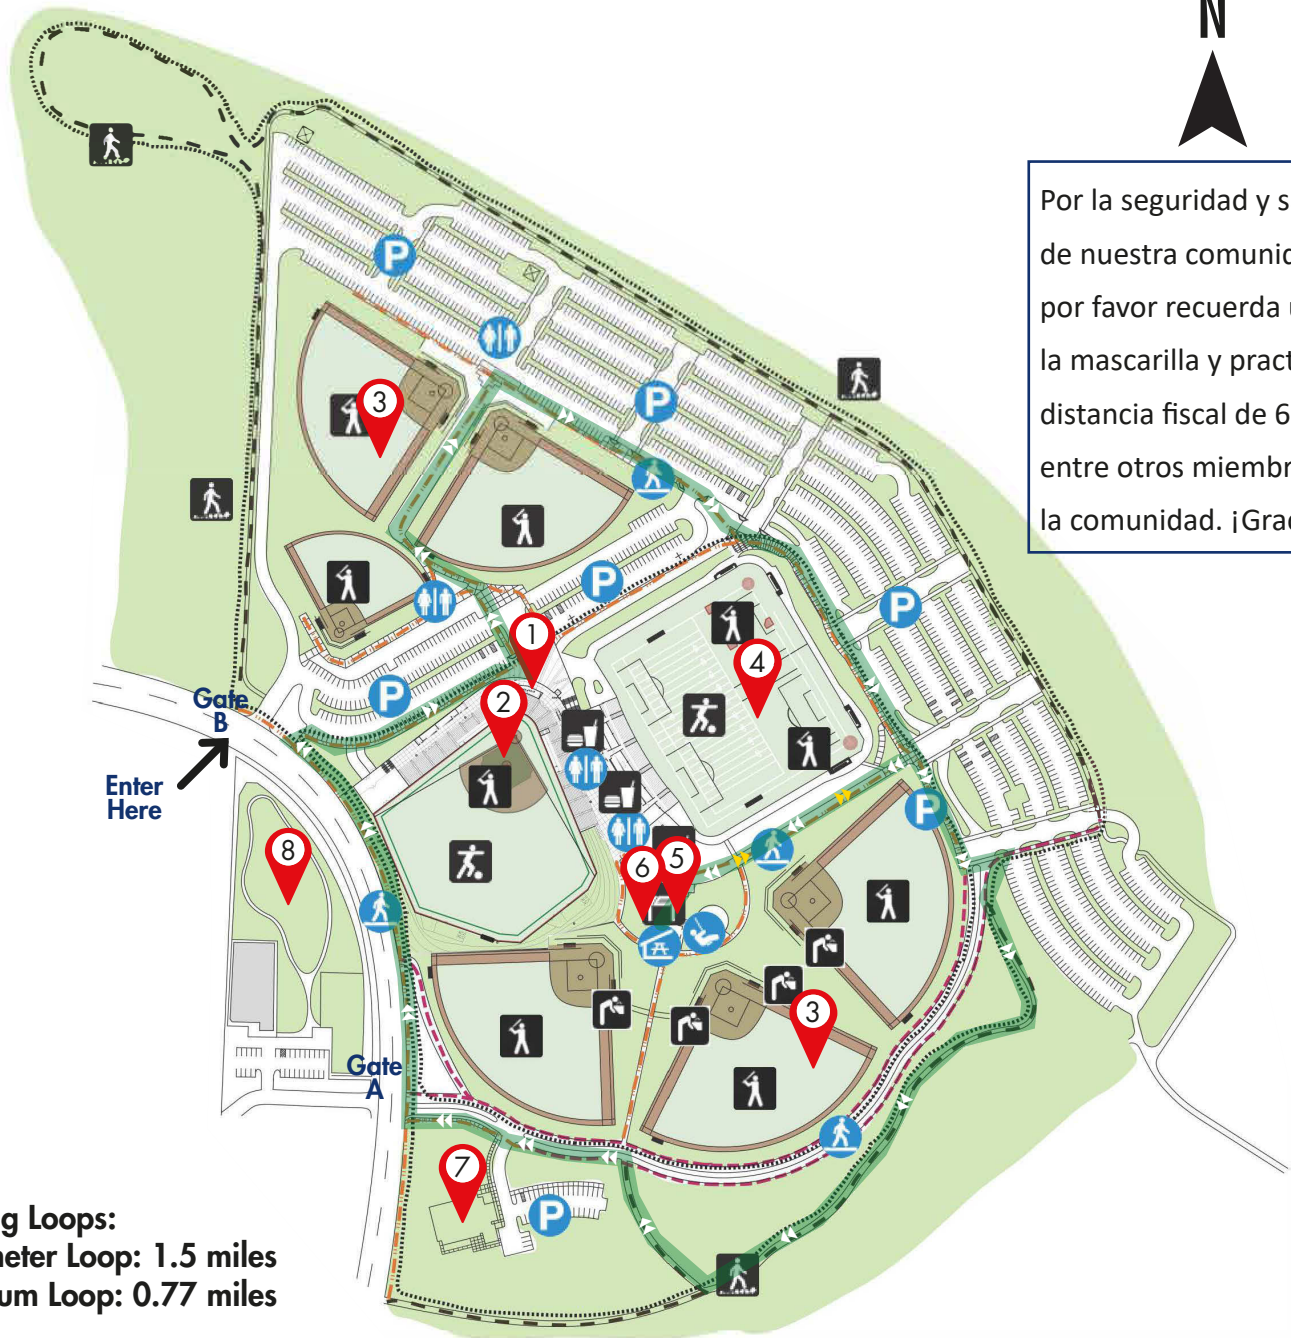 N
Por la seguridad y s
de nuestra comunid
por favor recuerda
la mascarilla y pract
distancia fiscal de 6
entre otros miembr
la comunidad. ¡Grac
P
P
3
P
1
P
4
Gate
B
2
P
Enter
Here
P
8
6
5
3
Gate
A
7
P
g Loops:
neter Loop: 1.5 miles
um Loop: 0.77 miles